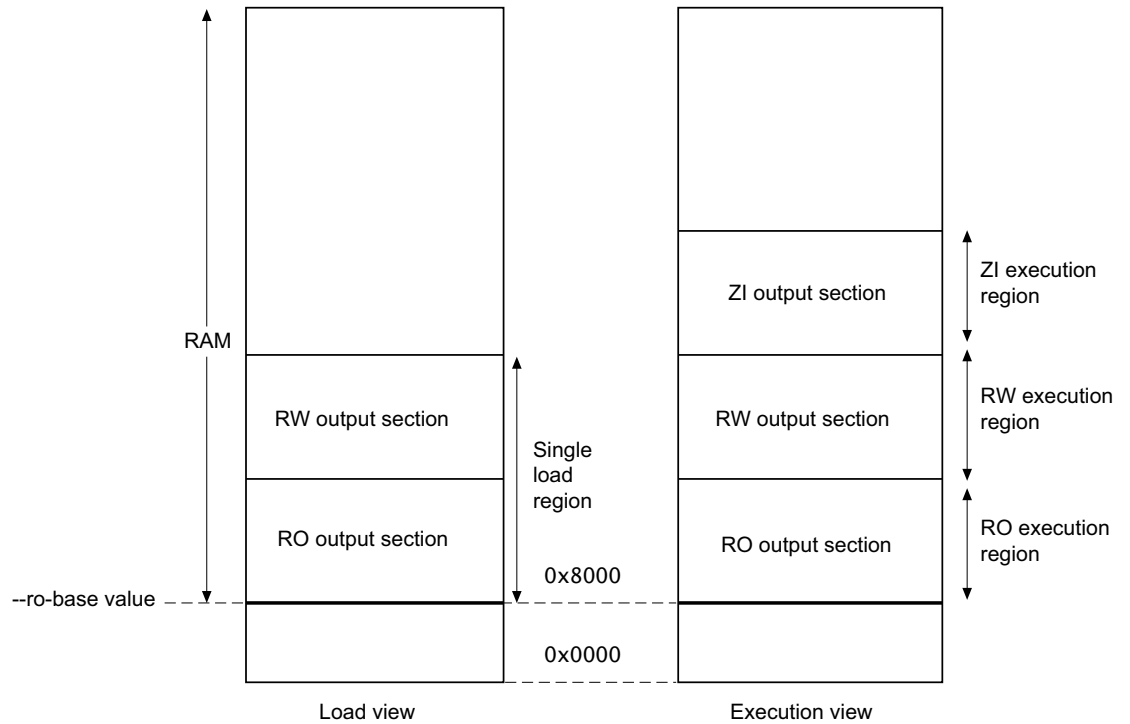 ZI output section
ZI execution
region
RAM
RW output section
RW output section
RW execution
region
Single
load
region
RO output section
RO output section
RO execution
region
0x8000
--ro-base value
0x0000
Load view
Execution view